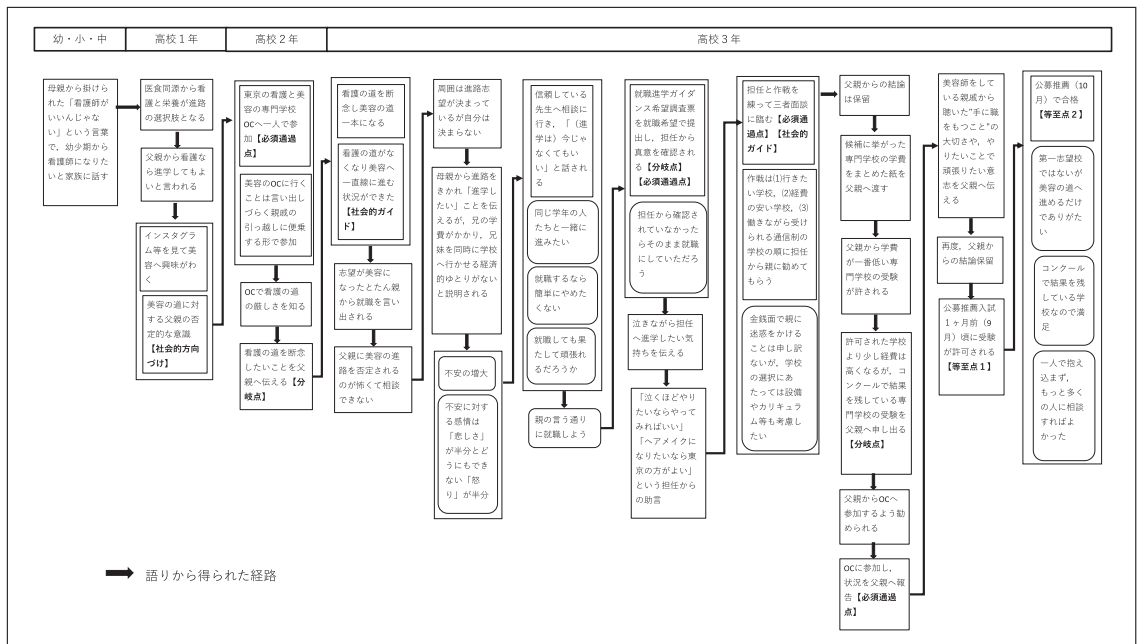 幼・小・中
高校１年
高校２年
高校３年
母親から掛けら
れた「看護師が
いいんじゃな
い」という言葉
で，幼少期から
看護師になりたい
と家族に話す
医食同源から看
護と栄養が進路
の選択肢となる
父親から看護な
ら進学してもよ
いと言われる
インスタグラ
ム等を見て美
容へ興味がわ
く
美容の道に対
する父親の否
定的な意識
【社会的方向
づけ】
東京の看護と美
容の専門学校
OCへ一人で参
加【必須通過
点】
美容のOCに行く
ことは言い出し
づらく親戚の
引っ越しに便乗
する形で参加
OCで看護の道
の厳しさを知る
看護の道を断念
したいことを父
親へ伝える【分
岐点】
看護の道を断
念し美容の道
一本になる
看護の道がな
くなり美容へ
一直線に進む
状況ができた
【社会的ガイ
ド】
志望が美容に
なったとたん親
から就職を言い
出される
父親に美容の進
路を否定される
のが怖くて相談
できない
周囲は進路志
望が決まって
いるが自分は
決まらない
母親から進路を
きかれ「進学し
たい」ことを伝
えるが，兄の学
費がかかり，兄
妹を同時に学校
へ行かせる経済
的ゆとりがない
と説明される
不安の増大
不安に対す
る感情は
「悲しさ」
が半分とど
うにもでき
ない「怒
り」が半分
信頼している
先生へ相談に
行き，「（進
学は）今じゃ
なくてもい
い」と話され
る
同じ学年の人
たちと一緒に
進みたい
就職するなら
簡単にやめた
くない
就職しても果
たして頑張れ
るだろうか
親の言う通り
に就職しよう
就職進学ガイダ
ンス希望調査票
を就職希望で提
出し，担任から
真意を確認され
る【分岐点】
【必須通過点】
担任から確認さ
れていなかった
らそのまま就職
にしていただろ
う
泣きながら担任
へ進学したい気
持ちを伝える
「泣くほどやり
たいならやって
みればいい」
「ヘアメイクに
なりたいなら東
京の方がよい」
という担任から
の助言
担任と作戦を
練って三者面談
に臨む【必須通
過点】【社会的
ガイド】
作戦は(1)行きた
い学校，(2)経費
の安い学校，(3)
働きながら受け
られる通信制の
学校の順に担任
から親に勧めて
もらう
金銭面で親に迷
惑をかけること
は申し訳ないが，学校
の選択にあ
たっては設備
やカリキュラ
ム等も考慮し
たい
父親からの結論
は保留
候補に挙がった
専門学校の学費
をまとめた紙を
父親へ渡す
父親から学費
が一番低い専
門学校の受験
が許される
許可された学校
より少し経費は
高くなるが，コ
ンクールで結果
を残している専
門学校の受験を
父親へ申し出る
【分岐点】
父親からOCへ
参加するよう勧
められる
OCに参加し，
状況を父親へ報
告【必須通過
点】
美容師をして
いる親戚から
聴いた"手に職
をもつこと"の
大切さや，や
りたいことで
頑張りたい意
志を父親へ伝
える
再度，父親か
らの結論保留
公募推薦入試
１ヶ月前（9
月）頃に受験
が許可される
【等至点１】
公募推薦（10
月）で合格
【等至点２】
第一志望校
ではないが
美容の道へ
進めるだけ
でありがた
い
コンクール
で結果を残
している学
校なので満
足
一人で抱え
込まず，
もっと多く
の人に相談
すればよ
かった
語りから得られた経路